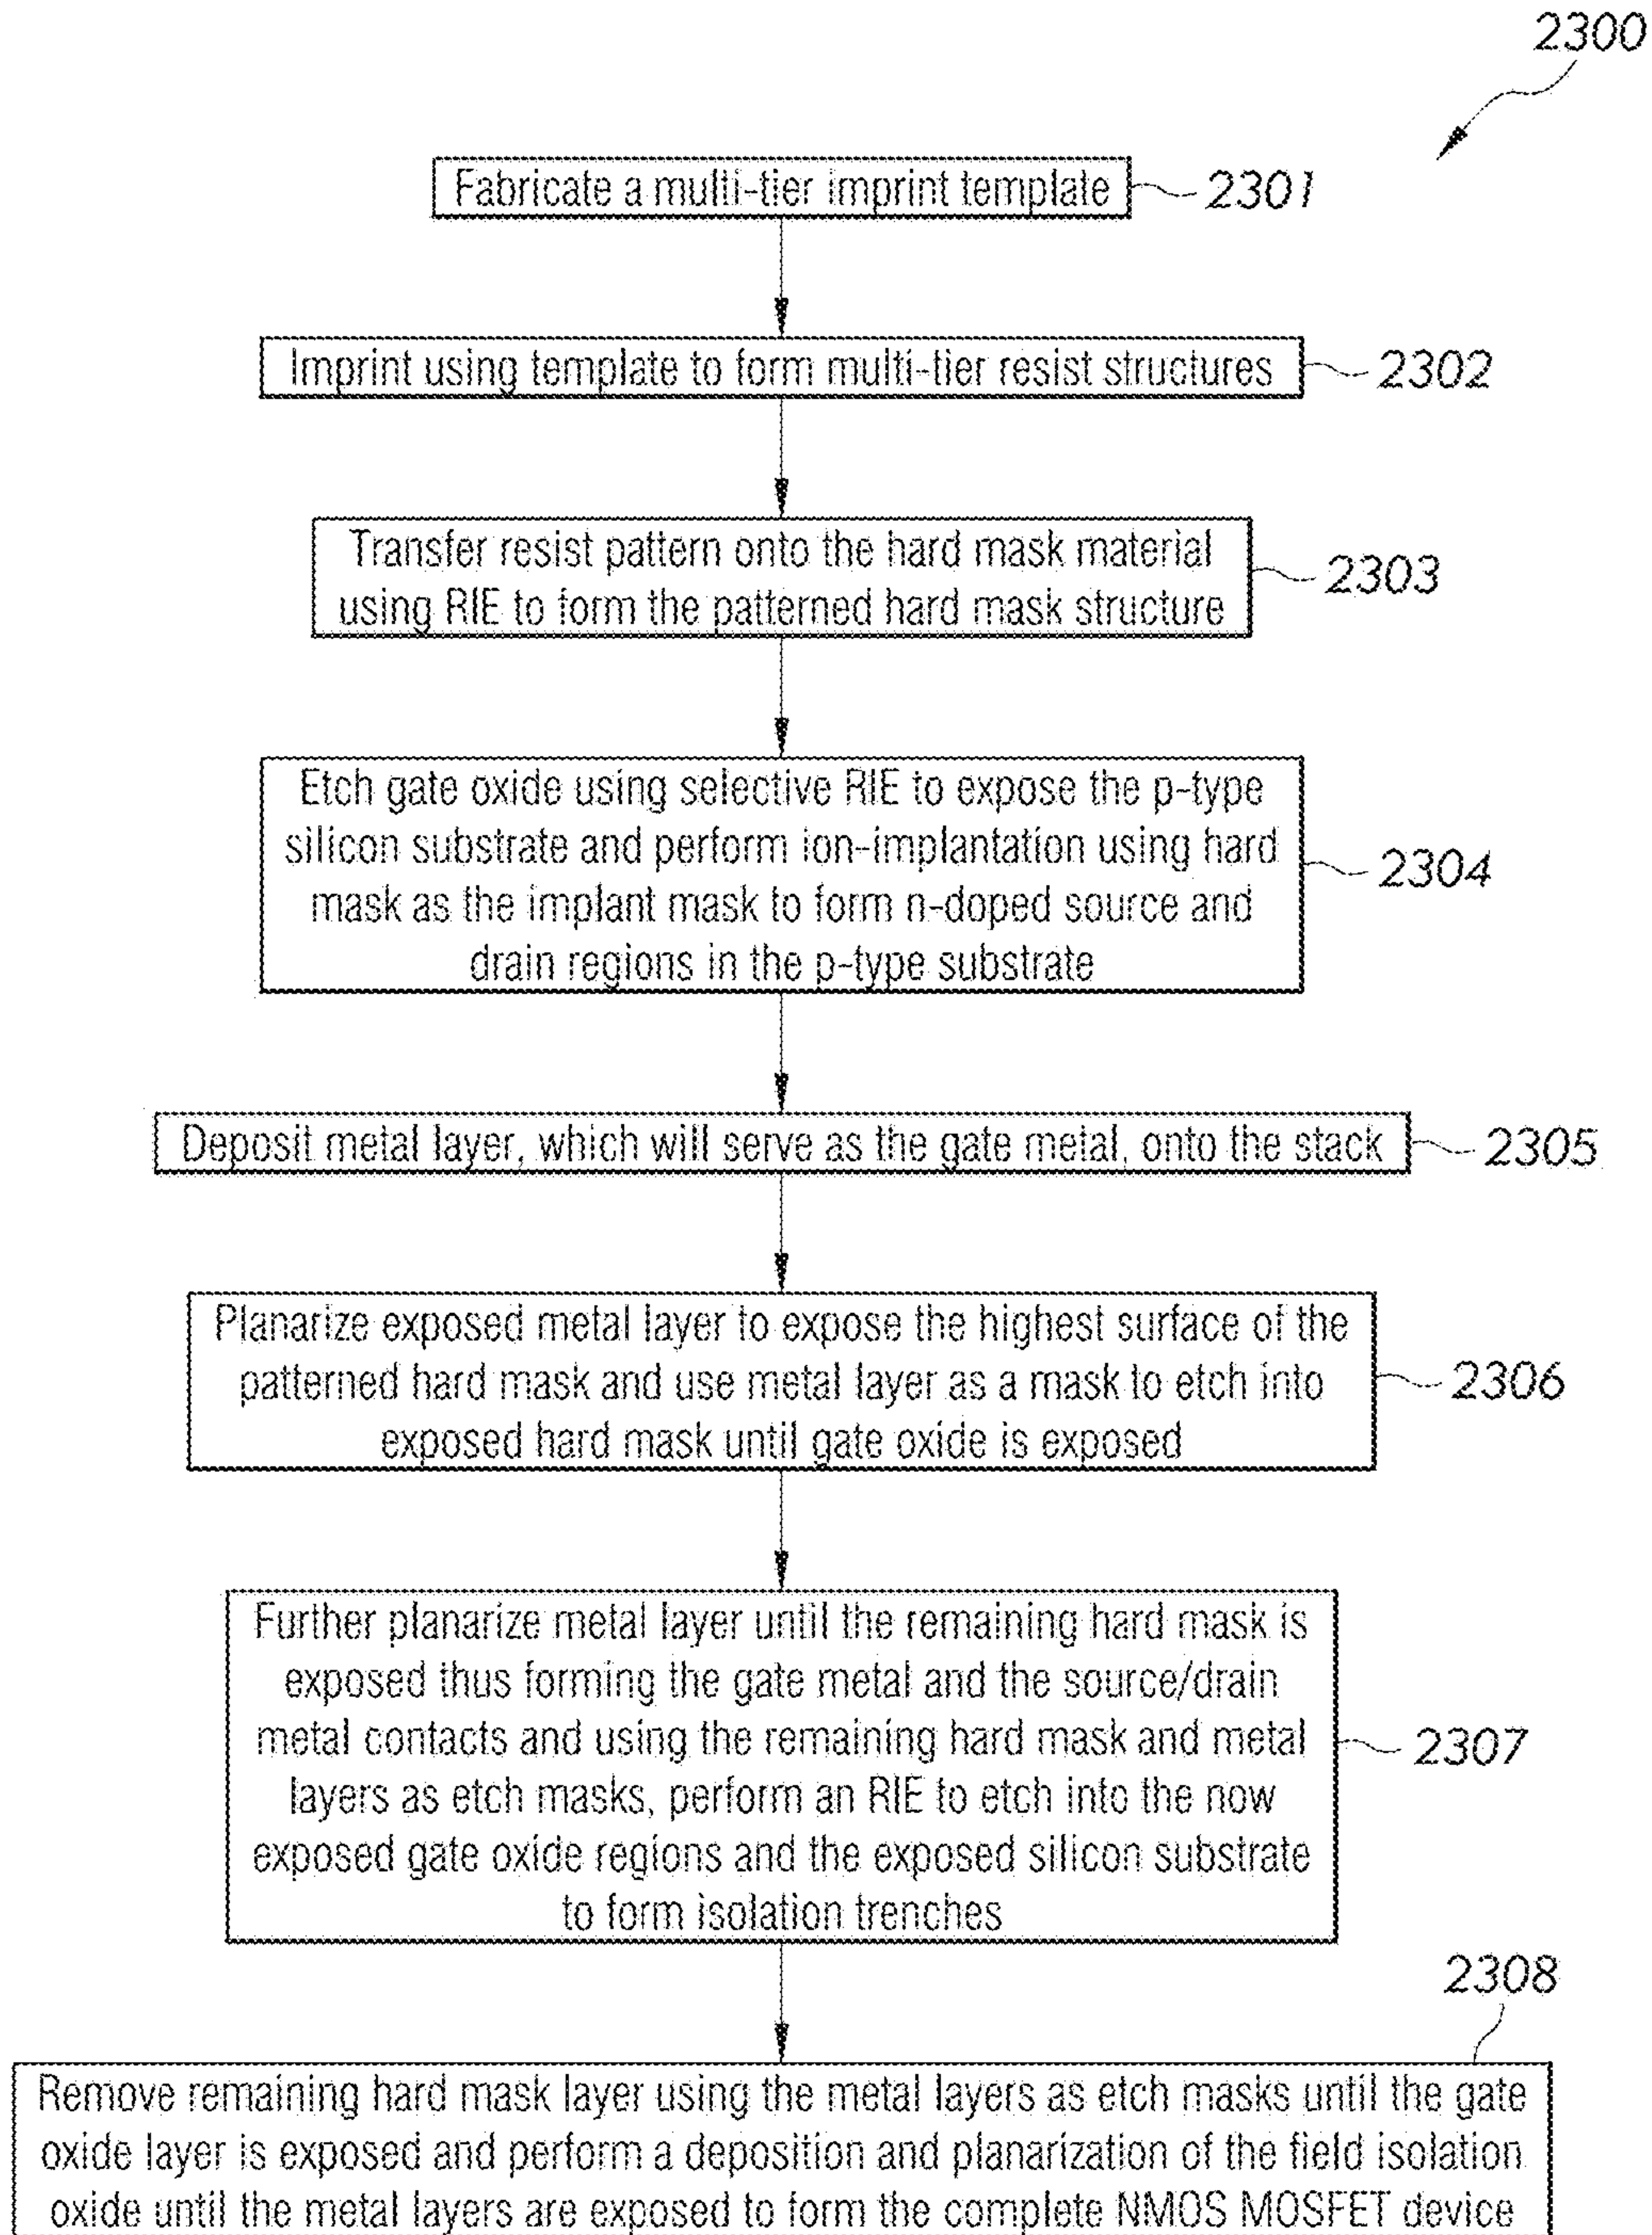 2300
Fabricate a multi-tier imprint template
2301
Imprint using template to form multi-tier resist structures
2302
Transfer resist pattern onto the hard mask material
using RIE to form the patterned hard mask structure
2303
Etch gate oxide using selective RIE to expose the p-type
silicon substrate and perform ion-implantation using hard
mask as the implant mask to form n-doped source and
drain regions in the p-type substrate
2304
Deposit metal layer, which will serve as the gate metal, onto the stack
2305
Planarize exposed metal layer to expose the highest surface of the
patterned hard mask and use metal layer as a mask to etch into
exposed hard mask until gate oxide is exposed
2306
Further planarize metal layer until the remaining hard mask is
exposed thus forming the gate metal and the source/drain
metal contacts and using the remaining hard mask and metal
layers as etch masks, perform an RIE to etch into the now
exposed gate oxide regions and the exposed silicon substrate
to form isolation trenches
2307
2308
Remove remaining hard mask layer using the metal layers as etch masks until the gate
oxide layer is exposed and perform a deposition and planarization of the field isolation
oxide until the metal layers are exposed to form the complete NMOS MOSFET device